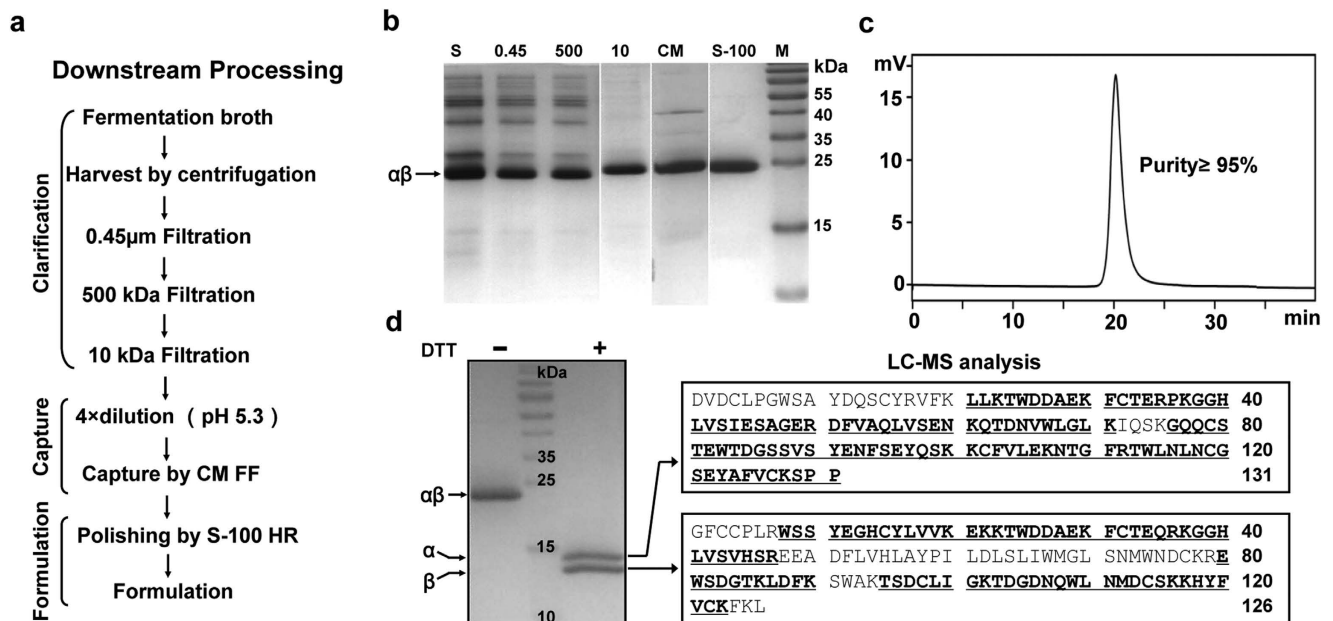 a
Downstream Processing
Clarification
Fermentation broth
Harvest by centrifugation
0.45μm Filtration
500 kDa Filtration
10 kDa Filtration
Capture
4×dilution ( pH 5.3 )
Capture by CM FF
Formulation
Polishing by S-100 HR
Formulation
b
S 0.45 500 10 CM S-100 M
kDa
55
40
35
25
15
αβ
c
mV
15
10
5
0
0 10 20 30 min
Purity≥ 95%
d
DTT − +
kDa
35
25
15
10
αβ
α
β
LC-MS analysis
DVDCLPGWSA YDQSCYRVFK LLKTWDDAEK FCTERPKGGH 40
LVSIESAGER DFVAQLVSEN KQTDNVWLGL KIQSKGQQCS 80
TEWTDGSSVS YENFSEYQSK KCFVLEKNTG FRTWLNLNCG 120
SEYAFVCKSP P 131
GFCCPLRWSS YEGHCYLVVK EKKTWDDAEK FCTEQRKGGH 40
LVSVHSREEA DFLVHLAYPI LDLSLIWMGL SNMWNDCKRE 80
WSDGTKLDFK SWAKTSDCLI GKTDGDNQWL NMDCSKKHYF 120
VCKFKL 126